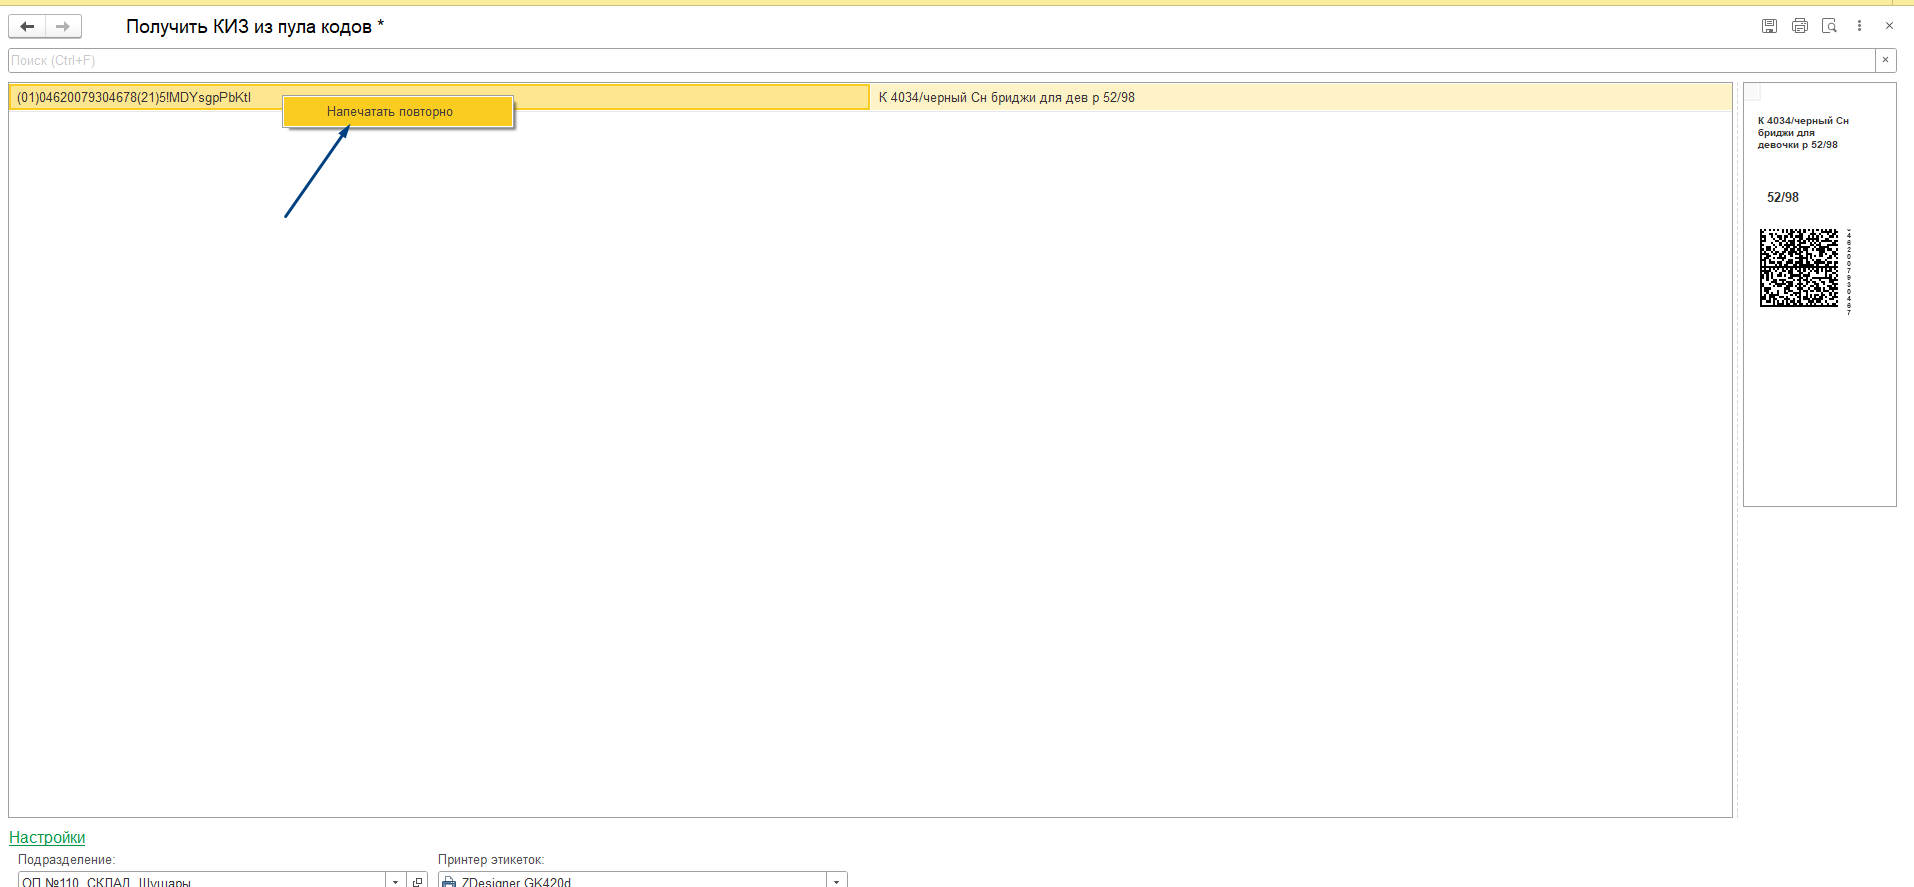 Получить КИЗ из пула кодов *
Поиск (Ctrl+F)
(01)04620079304678(21)5!MDYsgpPbKtI
К 4034/черный Сн бриджи для дев р 52/98
Напечатать повторно
К 4034/черный Сн
бриджи для
девочки р 52/98
52/98
462007930467
Настройки
Подразделение:
Принтер этикеток:
ОП №110, СКЛАД, Шушары
ZDesigner GK420d